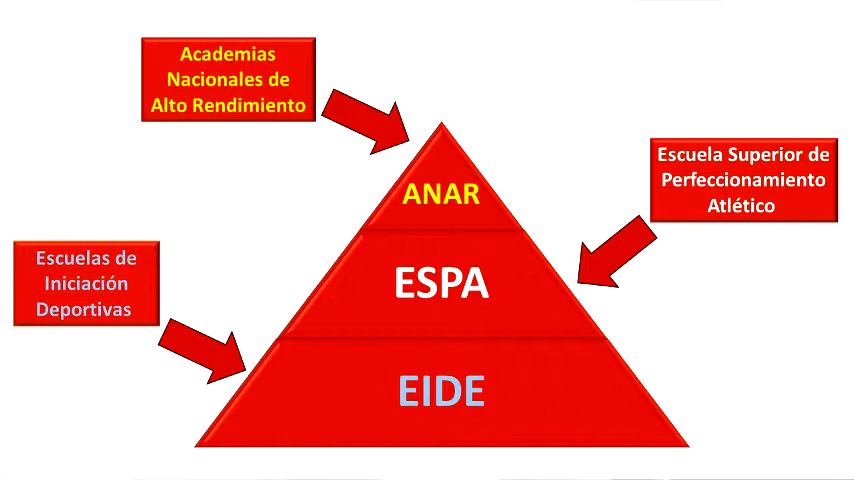 Academias
Nacionales de
Alto Rendimiento
ANAR
Escuela Superior de
Perfeccionamiento
Atlético
ESPA
Escuelas de
Iniciación
Deportivas
EIDE